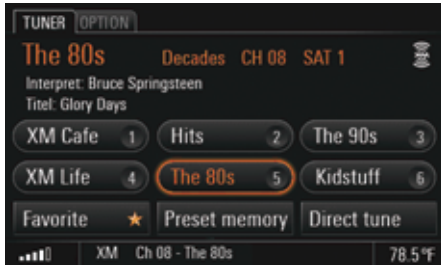 TUNER OPTION
The 80s Decades CH 08 SAT 1
Interpret: Bruce Springsteen
Titel: Glory Days
XM Cafe 1 Hits 2 The 90s 3
XM Life 4 The 80s 5 Kidstuff 6
Favorite Preset memory Direct tune
XM Ch 08 - The 80s 78.5°F